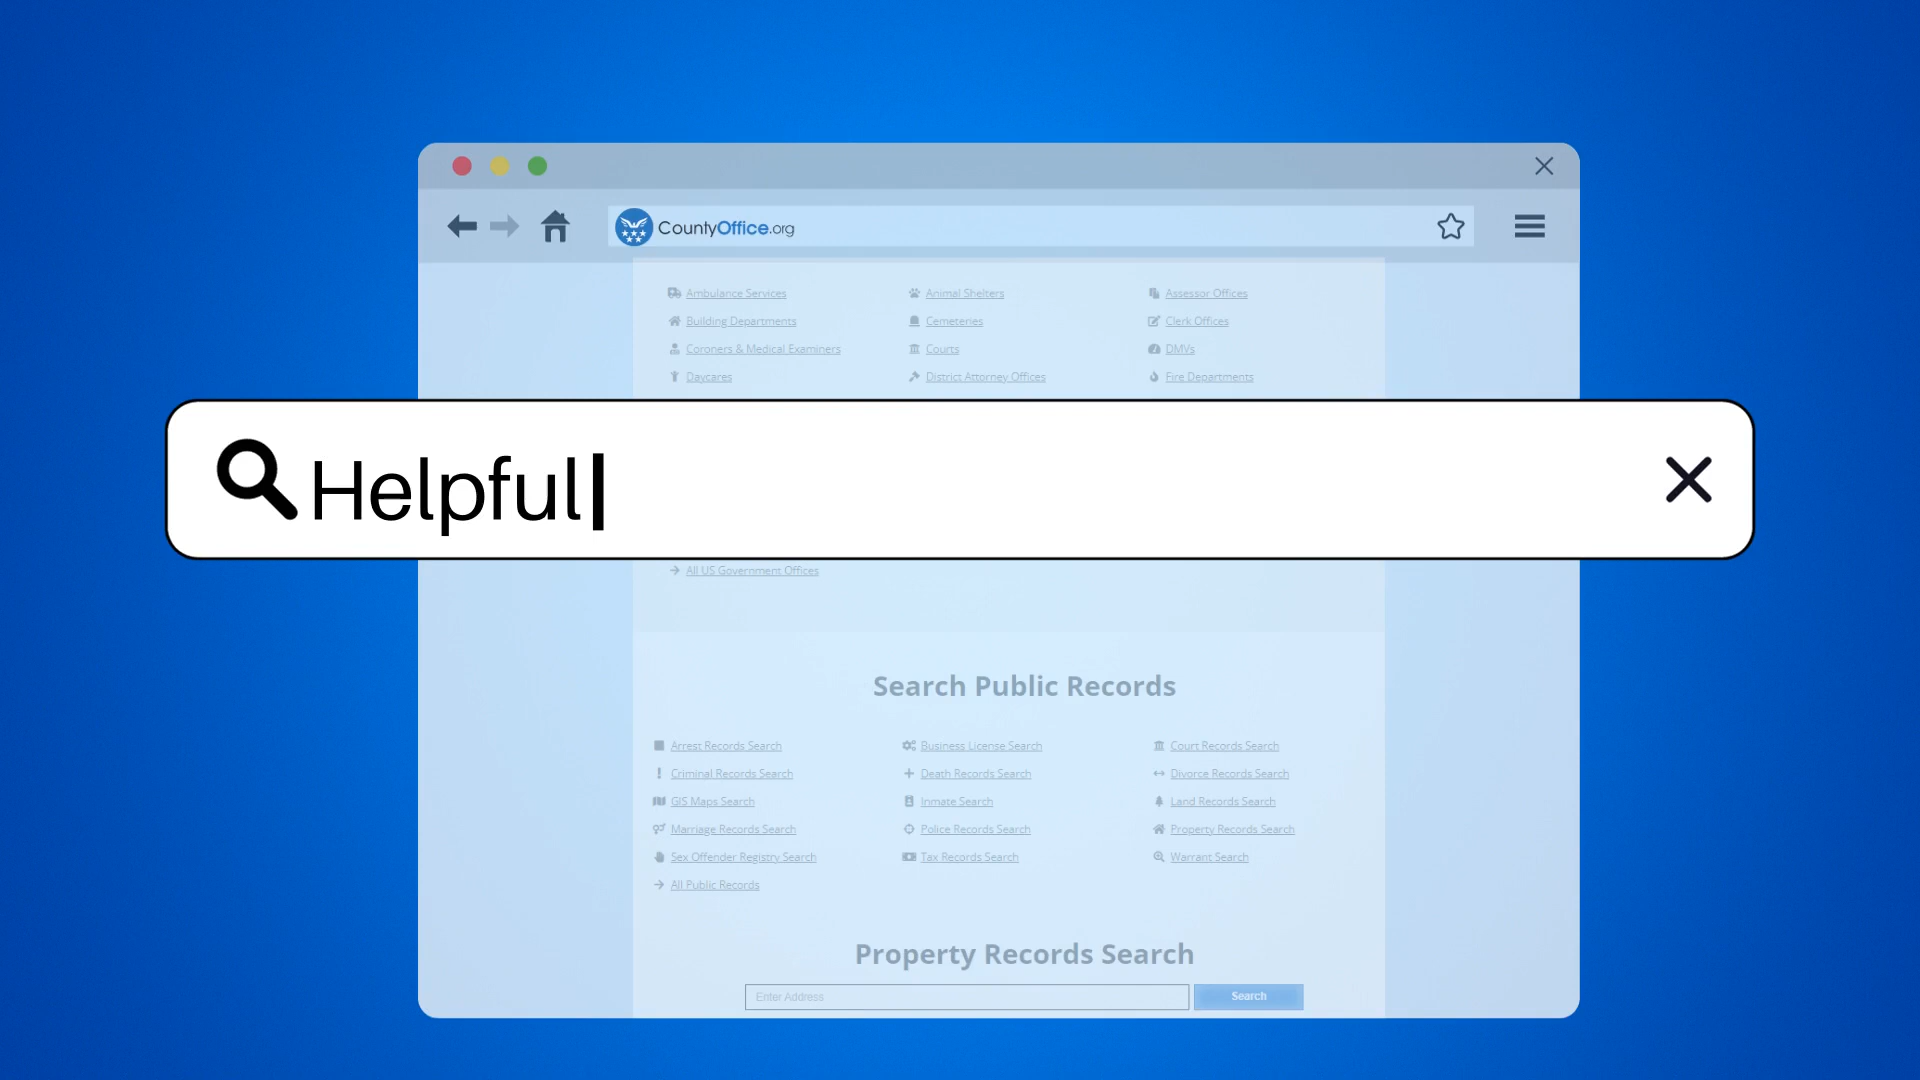 CountyOffice.org
Ambulance Services Animal Shelters Assessor Offices
Building Departments Cemeteries Clerk Offices
Coroners & Medical Examiners Courts DMVs
Daycares District Attorney Offices Fire Departments
Helpful
All US Government Offices
Search Public Records
Arrest Records Search Business License Search Court Records Search
Criminal Records Search Death Records Search Divorce Records Search
GIS Maps Search Inmate Search Land Records Search
Marriage Records Search Police Records Search Property Records Search
Sex Offender Registry Search Tax Records Search Warrant Search
All Public Records
Property Records Search
Enter Address Search